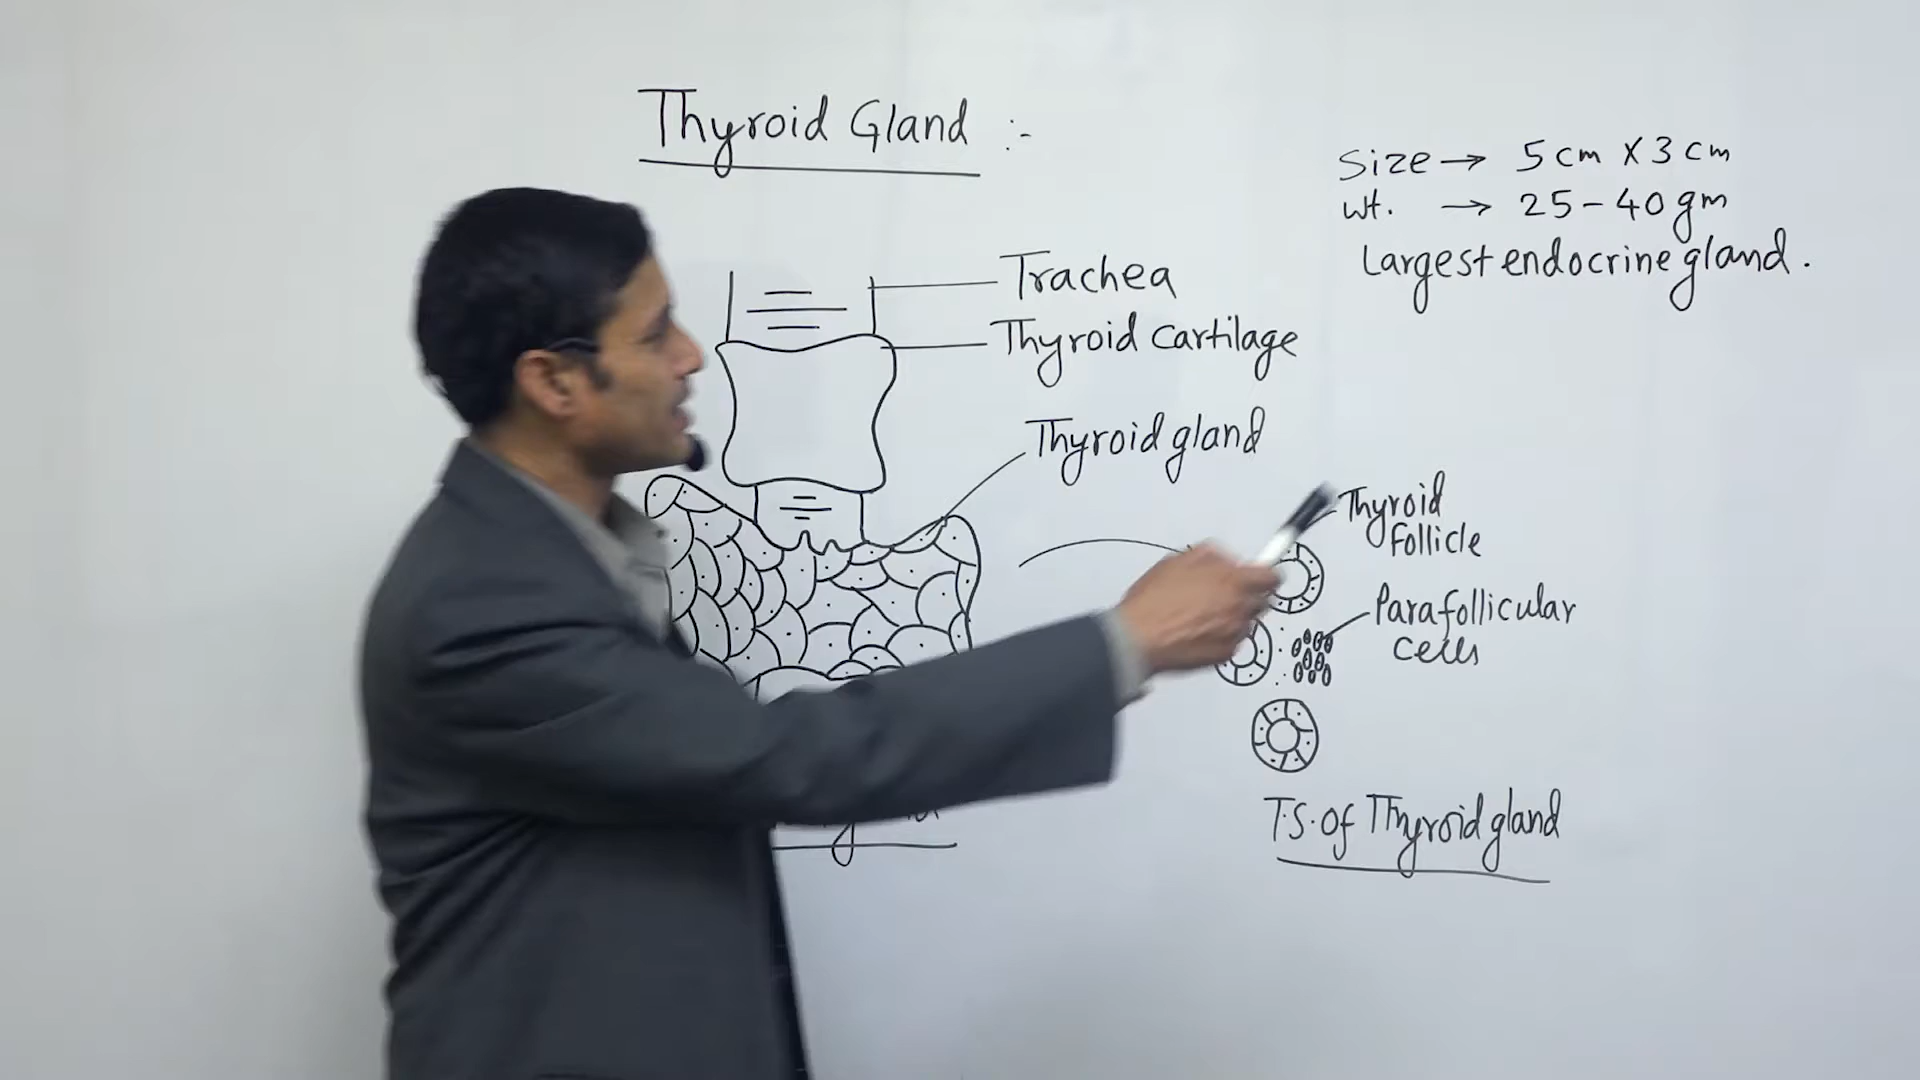 Thyroid Gland :-
Size → 5 cm X 3 cm
wt. → 25 - 40 gm
Largest endocrine gland.
Trachea
Thyroid cartilage
Thyroid gland
Thyroid
follicle
Parafollicular
cells
T.S. of Thyroid gland